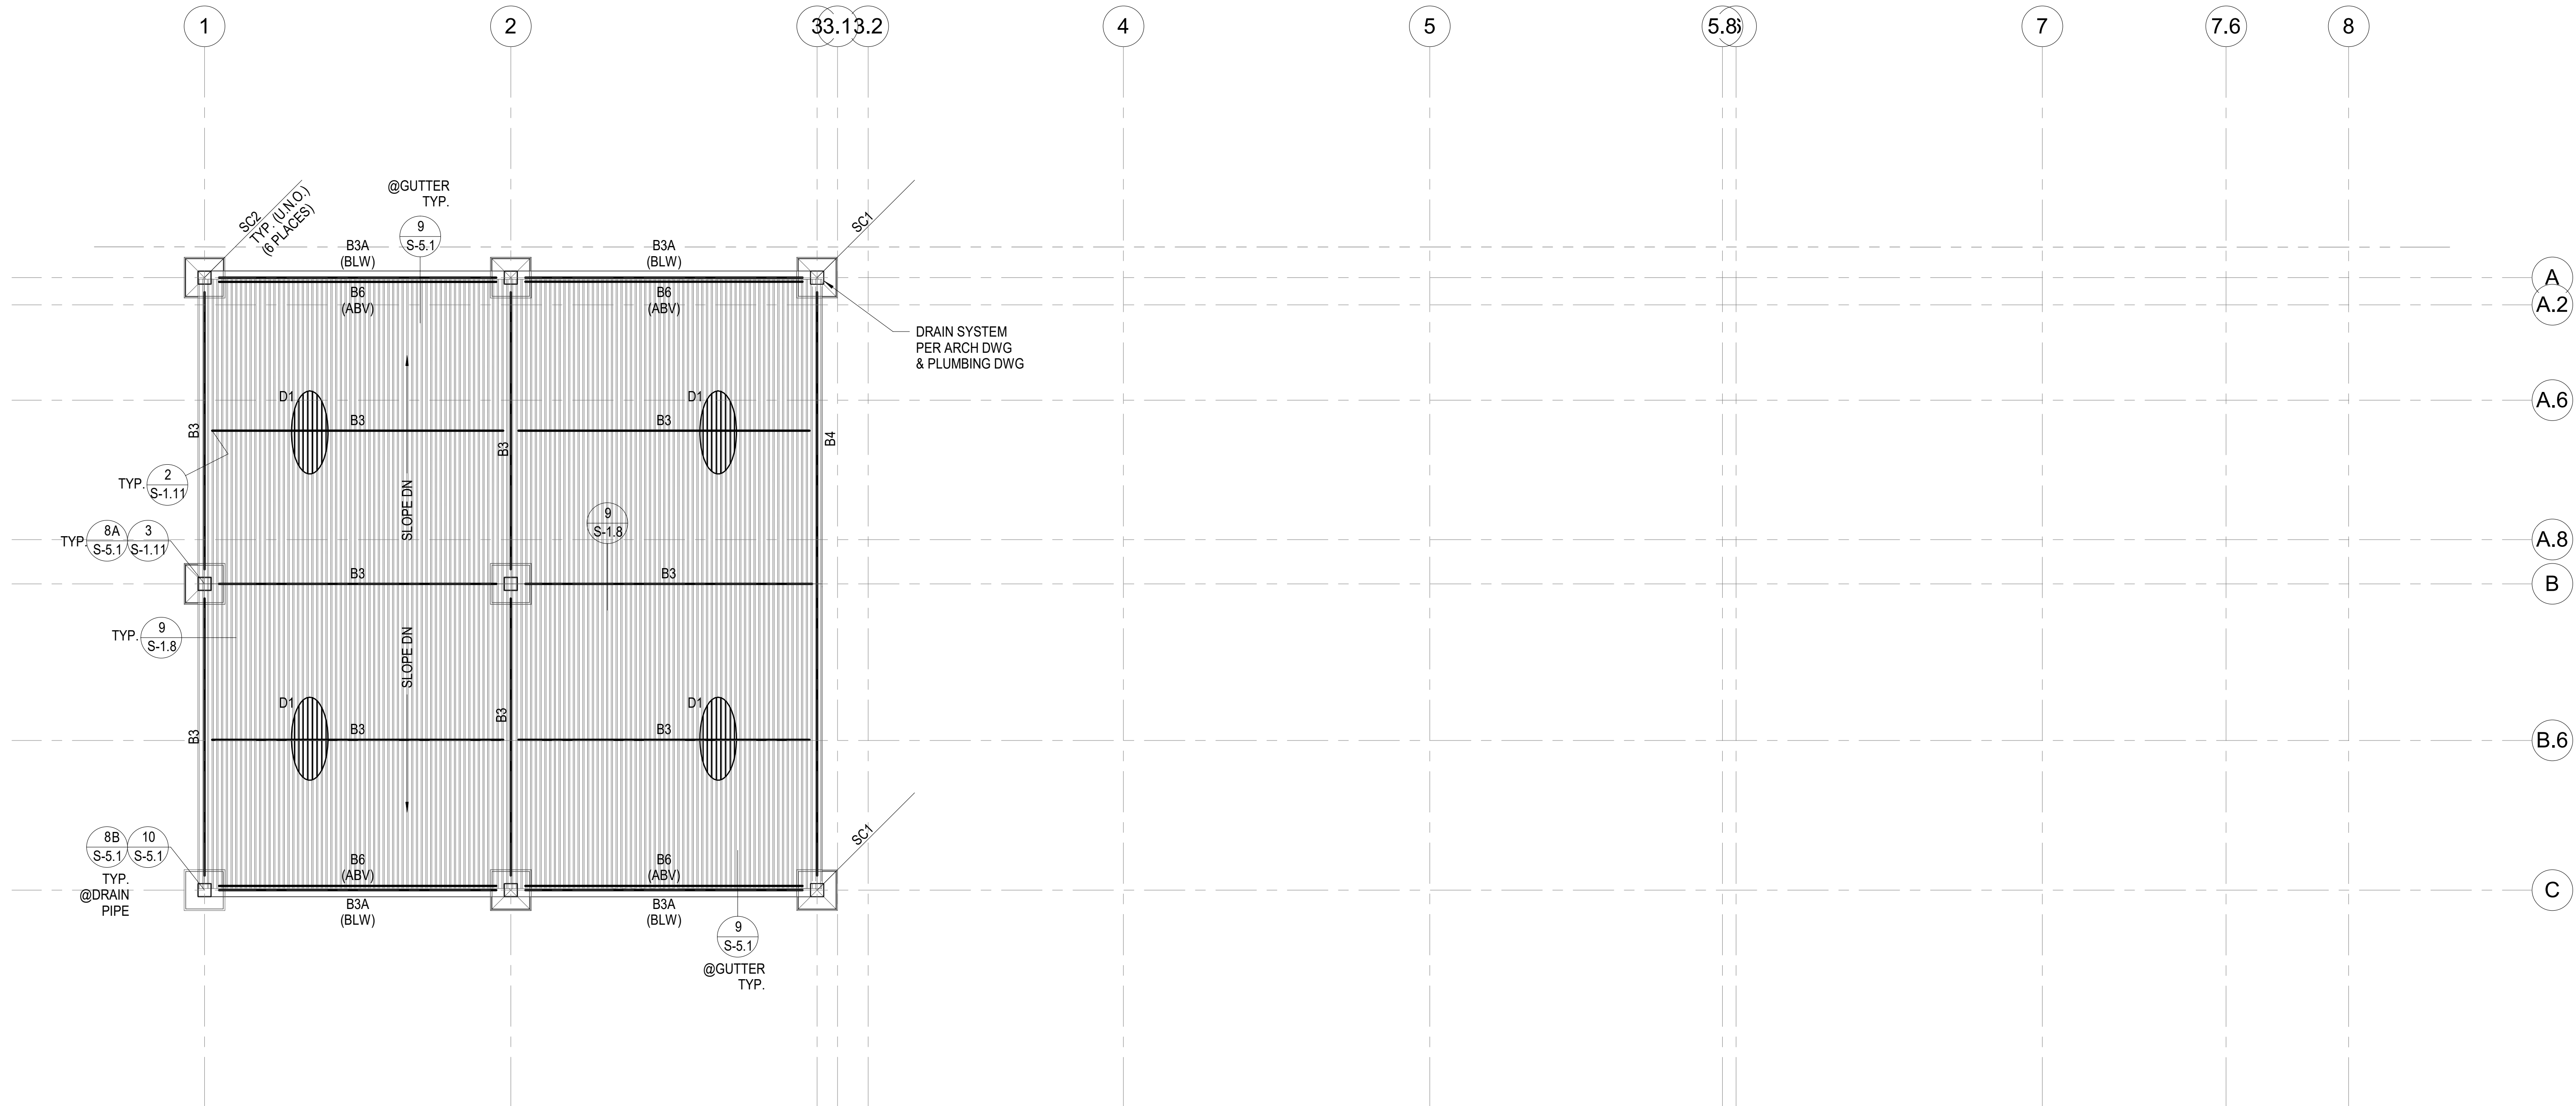 1
2
3
3.1
3.2
4
5
5.8
7
7.6
8
@GUTTER
TYP.
9
S-5.1
SC2
TYP. (U.N.O.)
(6 PLACES)
SC1
B3A
(BLW)
B3A
(BLW)
A
A.2
B6
(ABV)
B6
(ABV)
DRAIN SYSTEM
PER ARCH DWG
& PLUMBING DWG
D1
D1
A.6
B3
B3
B3
B3
B4
TYP.
2
S-1.11
SLOPE DN
9
S-1.8
TYP.
8A
S-5.1
3
S-1.11
A.8
B3
B3
B
TYP.
9
S-1.8
SLOPE DN
D1
D1
B3
B3
B3
B3
B.6
8B
S-5.1
10
S-5.1
TYP.
@DRAIN
PIPE
SC1
B6
(ABV)
B6
(ABV)
C
B3A
(BLW)
B3A
(BLW)
9
S-5.1
@GUTTER
TYP.